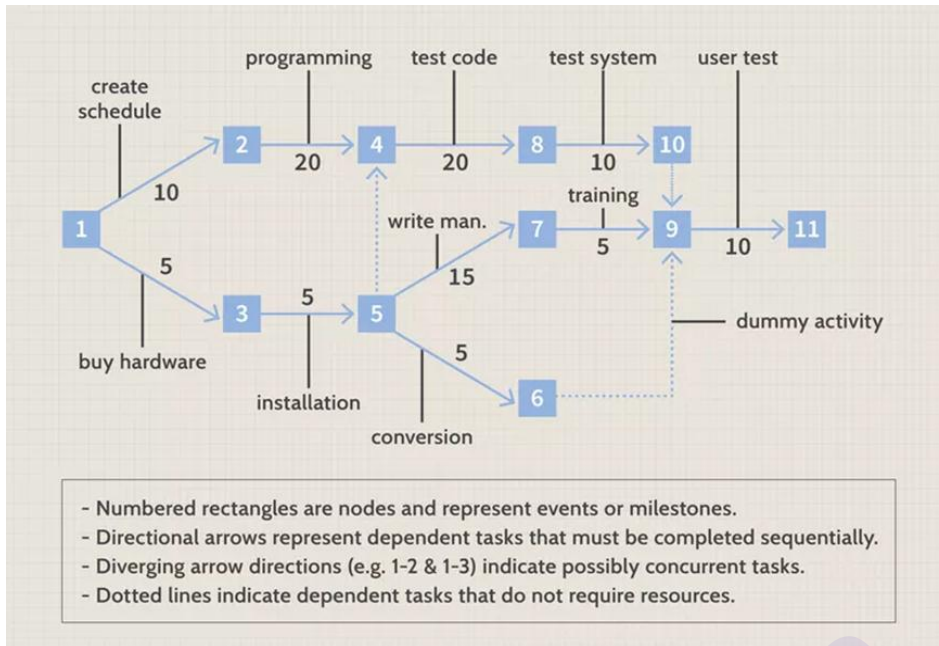 programming
test code
test system
user test
create
schedule
2
4
8
10
20
20
10
10
training
1
write man.
7
9
11
5
10
5
15
3
5
5
5
dummy activity
buy hardware
6
installation
conversion
- Numbered rectangles are nodes and represent events or milestones.
- Directional arrows represent dependent tasks that must be completed sequentially.
- Diverging arrow directions (e.g. 1-2 & 1-3) indicate possibly concurrent tasks.
- Dotted lines indicate dependent tasks that do not require resources.